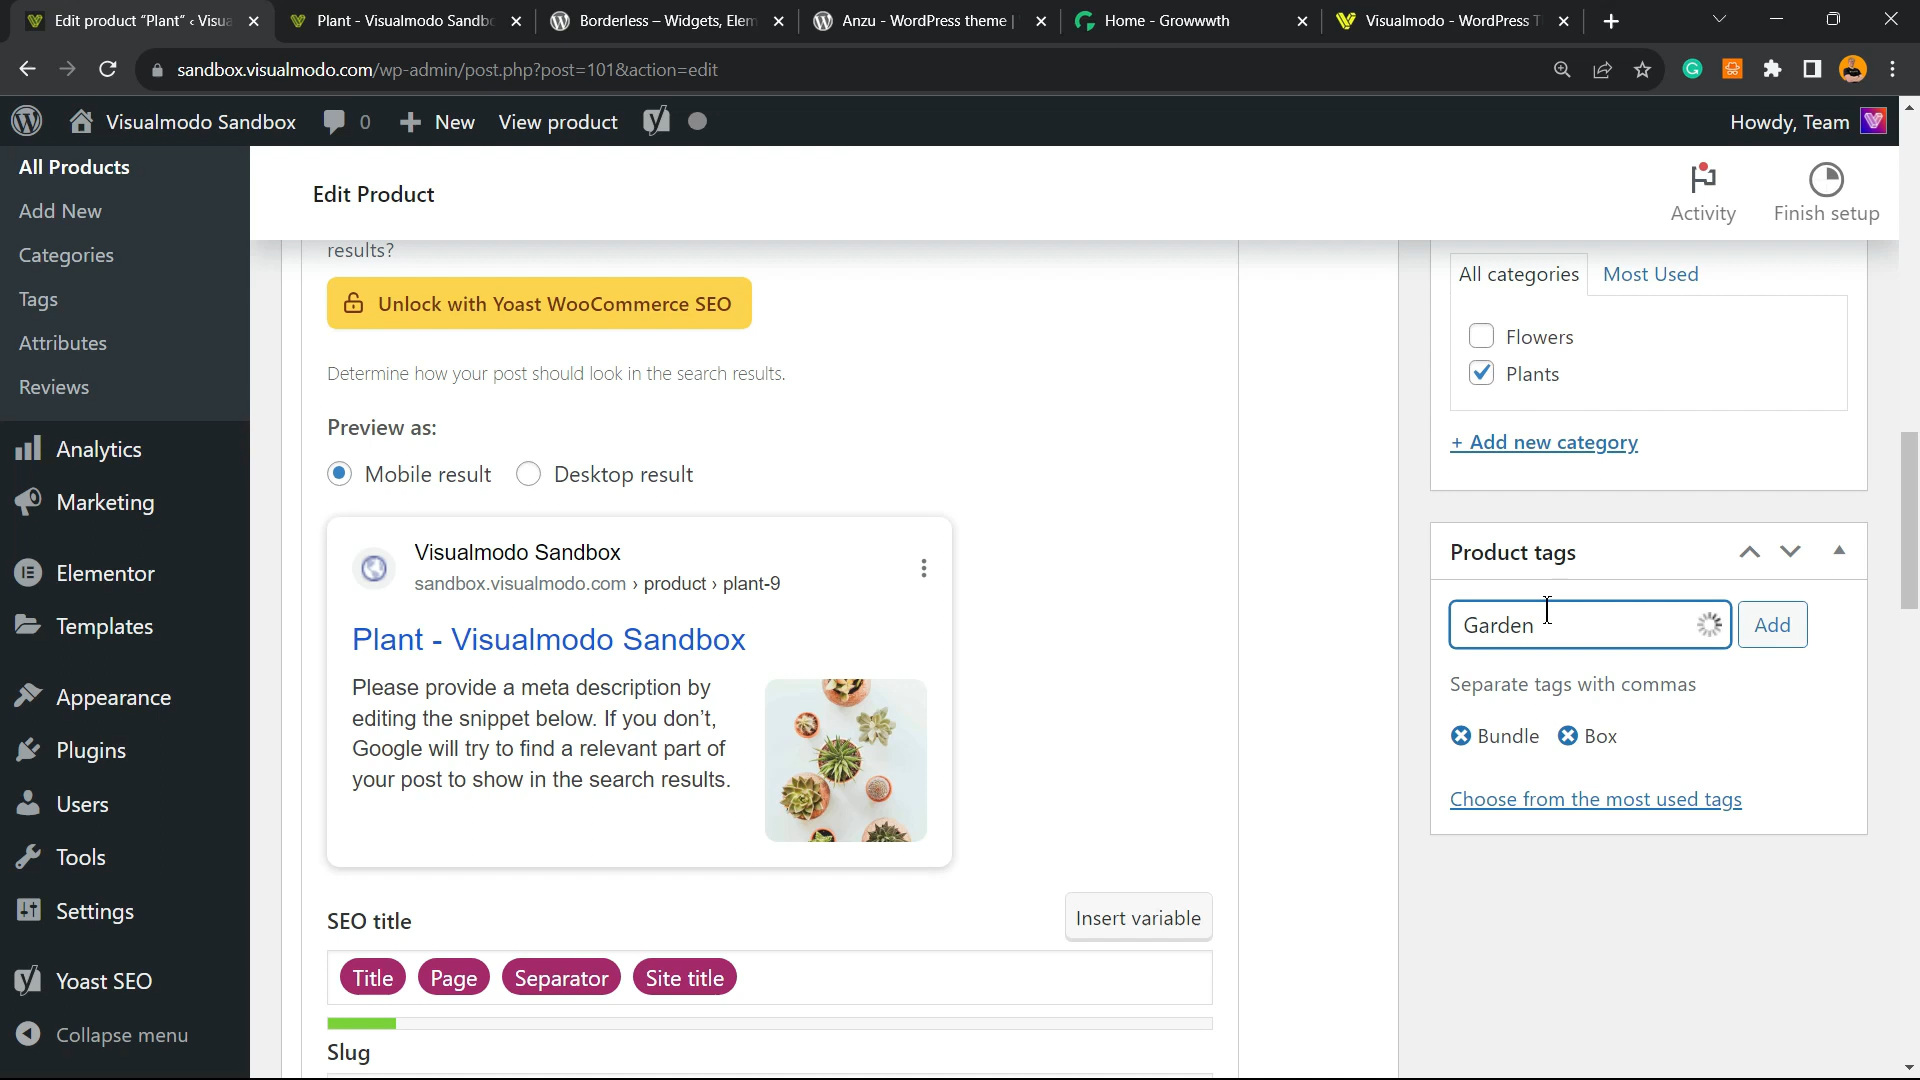 Edit product “Plant” ‹ Visua
Plant - Visualmodo Sandb
Borderless – Widgets, Elem
Anzu - WordPress theme |
Home - Growwwth
Visualmodo - WordPress T
sandbox.visualmodo.com/wp-admin/post.php?post=101&action=edit
Visualmodo Sandbox
0
New
View product
Howdy, Team
All Products
Add New
Categories
Tags
Attributes
Reviews
Analytics
Marketing
Elementor
Templates
Appearance
Plugins
Users
Tools
Settings
Yoast SEO
Collapse menu
Edit Product
Activity
Finish setup
results?
Unlock with Yoast WooCommerce SEO
Determine how your post should look in the search results.
Preview as:
Mobile result
Desktop result
Visualmodo Sandbox
sandbox.visualmodo.com › product › plant-9
Plant - Visualmodo Sandbox
Please provide a meta description by
editing the snippet below. If you don’t,
Google will try to find a relevant part of
your post to show in the search results.
SEO title
Insert variable
Title
Page
Separator
Site title
Slug
All categories
Most Used
Flowers
Plants
+ Add new category
Product tags
Garden
Add
Separate tags with commas
Bundle
Box
Choose from the most used tags